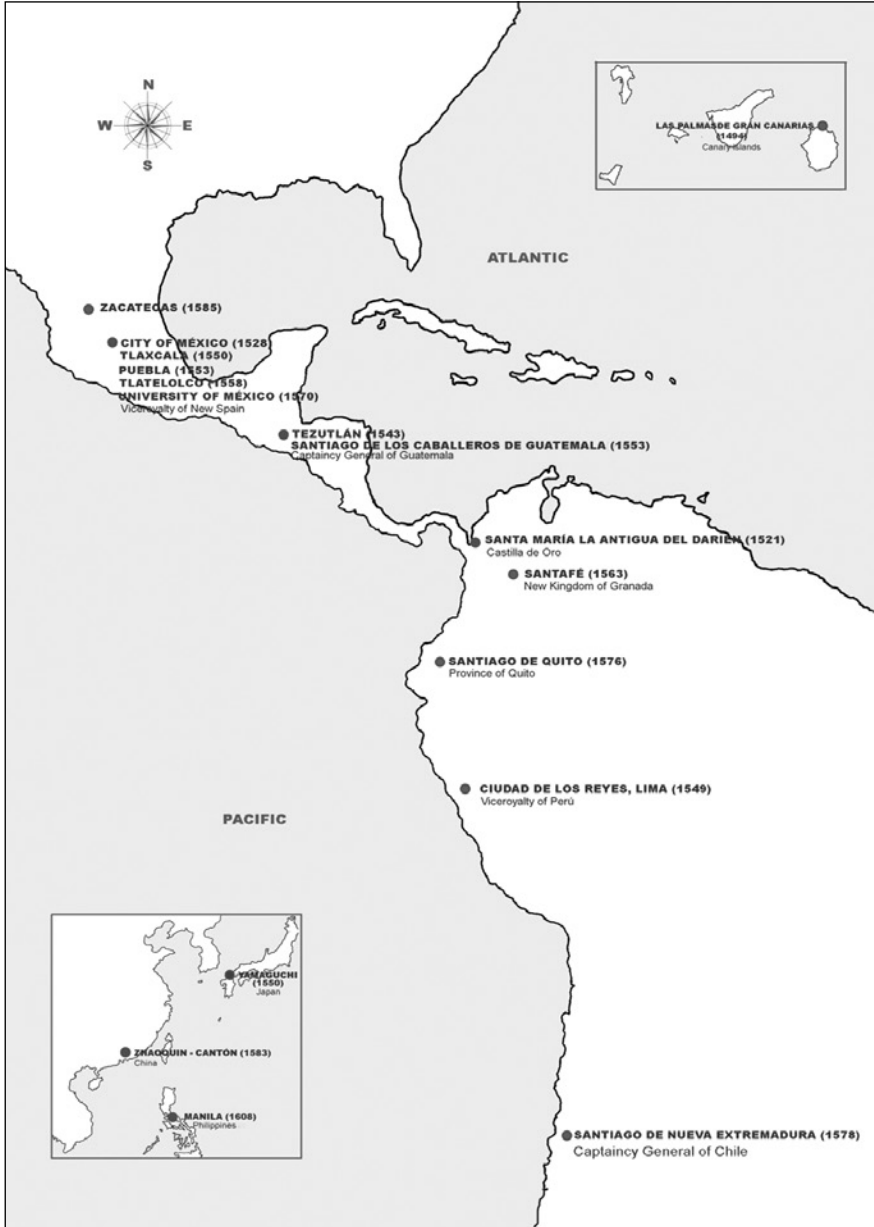 N
W E
S
LAS PALMASDE GRAN CANARIAS
(1494)
Canary Islands
ATLANTIC
ZACATECAS (1585)
CITY OF MÉXICO (1528)
TLAXCALA (1550)
PUEBLA (1553)
TLATELOLCO (1558)
UNIVERSITY OF MÉXICO (1570)
Viceroyalty of New Spain
TEZUTLÁN (1543)
SANTIAGO DE LOS CABALLEROS DE GUATEMALA (1553)
Captaincy General of Guatemala
SANTA MARÍA LA ANTIGUA DEL DARIÉN (1521)
Castilla de Oro
SANTAFÉ (1563)
New Kingdom of Granada
SANTIAGO DE QUITO (1576)
Province of Quito
CIUDAD DE LOS REYES, LIMA (1549)
Viceroyalty of Perú
PACIFIC
YAMAGUCHI
(1550)
Japan
ZHAOQUIN - CANTÓN (1583)
China
MANILA (1608)
Philippines
SANTIAGO DE NUEVA EXTREMADURA (1578)
Captaincy General of Chile